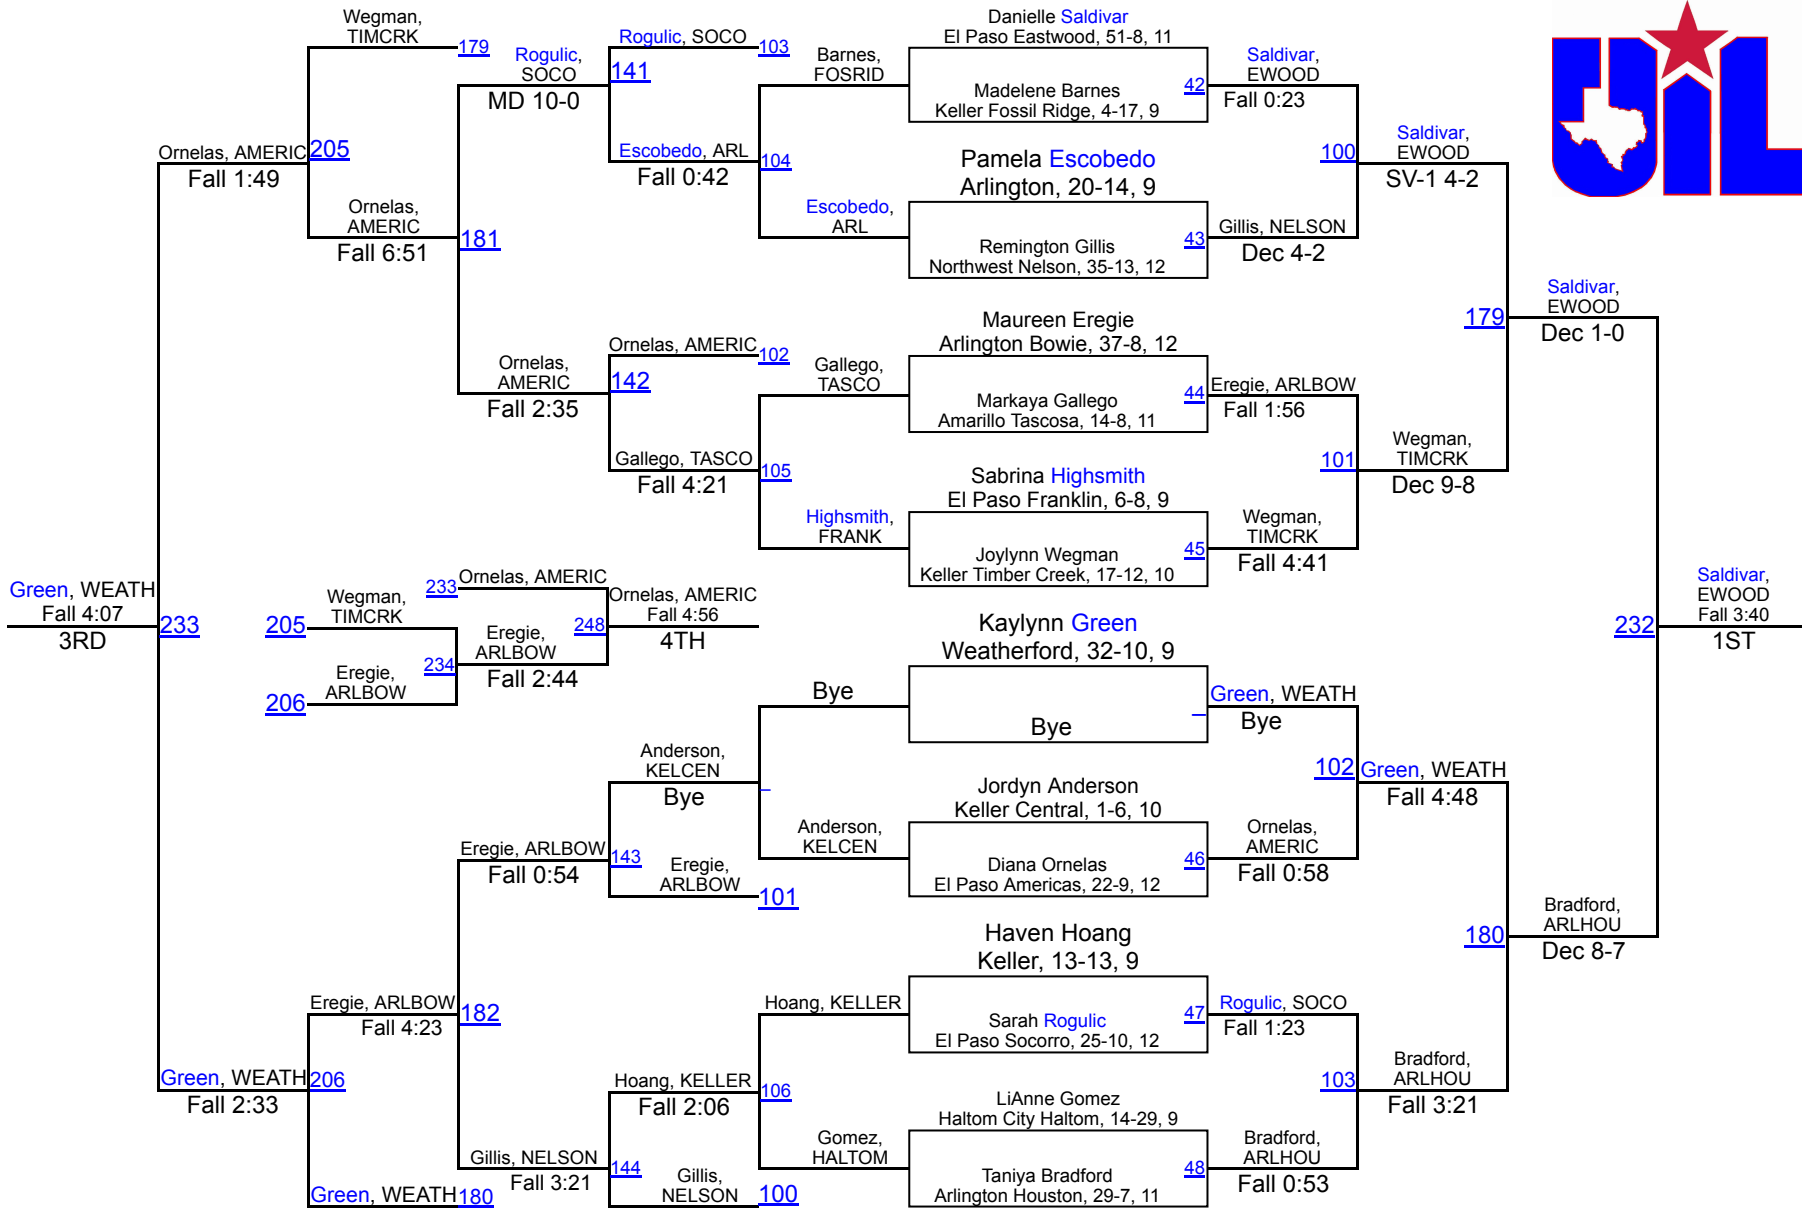 Wegman,
TIMCRK
179
Rogulic,
SOCO
MD 10-0
Rogulic, SOCO
103
141
Barnes,
FOSRID
Danielle Saldivar
El Paso Eastwood, 51-8, 11
Madelene Barnes
Keller Fossil Ridge, 4-17, 9
42
Saldivar,
EWOOD
Fall 0:23
UIL
Ornelas, AMERIC
205
Fall 1:49
Escobedo, ARL
104
Fall 0:42
Pamela Escobedo
Arlington, 20-14, 9
100
Saldivar,
EWOOD
SV-1 4-2
Ornelas,
AMERIC
Fall 6:51
181
Escobedo,
ARL
Remington Gillis
Northwest Nelson, 35-13, 12
43
Gillis, NELSON
Dec 4-2
Saldivar,
EWOOD
179
Dec 1-0
Ornelas,
AMERIC
Fall 2:35
Ornelas, AMERIC
102
142
Gallego,
TASCO
Maureen Eregie
Arlington Bowie, 37-8, 12
Markaya Gallego
Amarillo Tascosa, 14-8, 11
44
Eregie, ARLBOW
Fall 1:56
Gallego, TASCO
105
Fall 4:21
Sabrina Highsmith
El Paso Franklin, 6-8, 9
101
Wegman,
TIMCRK
Dec 9-8
Highsmith,
FRANK
Joylynn Wegman
Keller Timber Creek, 17-12, 10
45
Wegman,
TIMCRK
Fall 4:41
Green, WEATH
Fall 4:07
3RD
233
205
Wegman,
TIMCRK
233
Ornelas, AMERIC
Ornelas, AMERIC
Fall 4:56
4TH
248
Eregie,
ARLBOW
Fall 2:44
234
Eregie,
ARLBOW
206
Kaylynn Green
Weatherford, 32-10, 9
232
Saldivar,
EWOOD
Fall 3:40
1ST
Bye
Bye
_
Green, WEATH
Bye
Anderson,
KELCEN
Bye
_
Jordyn Anderson
Keller Central, 1-6, 10
102
Green, WEATH
Fall 4:48
Eregie, ARLBOW
Fall 0:54
143
Eregie,
ARLBOW
101
Anderson,
KELCEN
Diana Ornelas
El Paso Americas, 22-9, 12
46
Ornelas,
AMERIC
Fall 0:58
180
Bradford,
ARLHOU
Dec 8-7
Haven Hoang
Keller, 13-13, 9
Eregie, ARLBOW
Fall 4:23
182
Hoang, KELLER
Sarah Rogulic
El Paso Socorro, 25-10, 12
47
Rogulic, SOCO
Fall 1:23
Green, WEATH
206
Fall 2:33
Hoang, KELLER
Fall 2:06
106
LiAnne Gomez
Haltom City Haltom, 14-29, 9
103
Bradford,
ARLHOU
Fall 3:21
Gillis, NELSON
Fall 3:21
144
Gillis,
NELSON
100
Gomez,
HALTOM
Taniya Bradford
Arlington Houston, 29-7, 11
48
Bradford,
ARLHOU
Fall 0:53
Green, WEATH
180